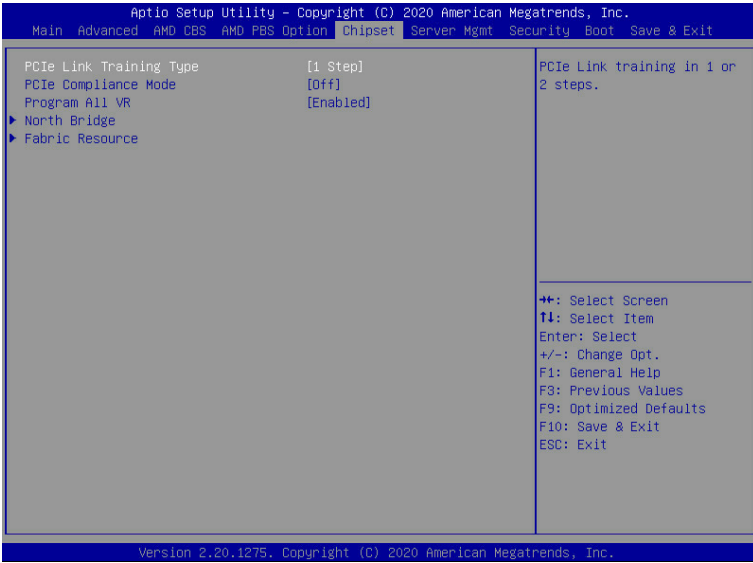 Aptio Setup Utility – Copyright (C) 2020 American Megatrends, Inc.
Main Advanced AMD CBS AMD PBS Option Chipset Server Mgmt Security Boot Save & Exit
PCIe Link Training Type [1 Step]
PCIe Compliance Mode [Off]
Program All VR [Enabled]
▶ North Bridge
▶ Fabric Resource
PCIe Link training in 1 or
2 steps.
→←: Select Screen
↑↓: Select Item
Enter: Select
+/-: Change Opt.
F1: General Help
F3: Previous Values
F9: Optimized Defaults
F10: Save & Exit
ESC: Exit
Version 2.20.1275. Copyright (C) 2020 American Megatrends, Inc.